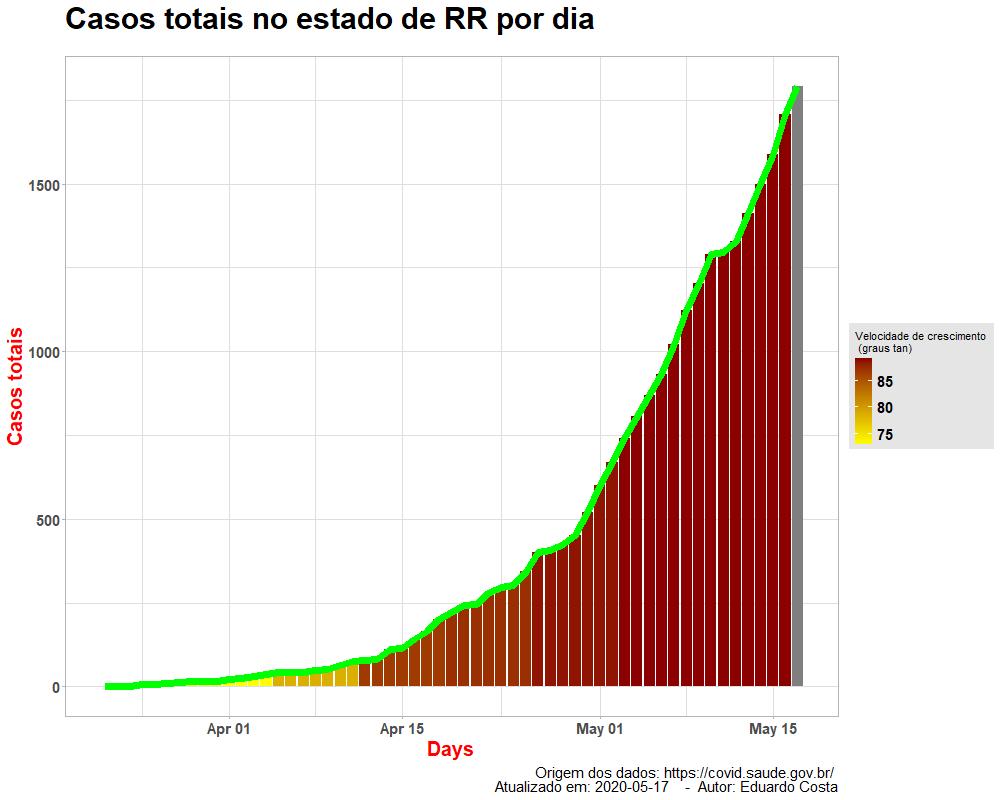 Casos totais no estado de RR por dia
Casos totais
1500
1000
500
0
Apr 01
Apr 15
May 01
May 15
Days
Velocidade de crescimento
(graus tan)
85
80
75
Origem dos dados: https://covid.saude.gov.br/
Atualizado em: 2020-05-17 - Autor: Eduardo Costa